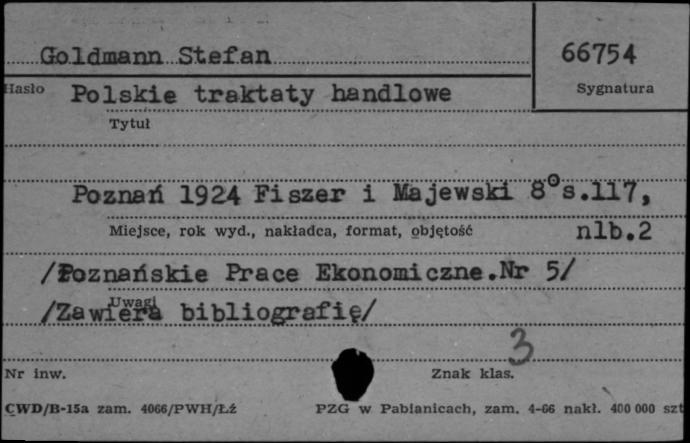 Goldmann Stefan
66754
Hasło Polskie traktaty handlowe
Sygnatura
Tytuł
Poznań 1924 Fiszer i Majewski 8° s.117,
Miejsce, rok wyd., nakładca, format, objętość nlb.2
/Poznańskie Prace Ekonomiczne.Nr 5/
Uwagi
/Zawiera bibliografię/
3
Nr inw. Znak klas.
CWD/B-15a zam. 4066/PWH/Łź PZG w Pabianicach, zam. 4-66 nakł. 400 000 szt